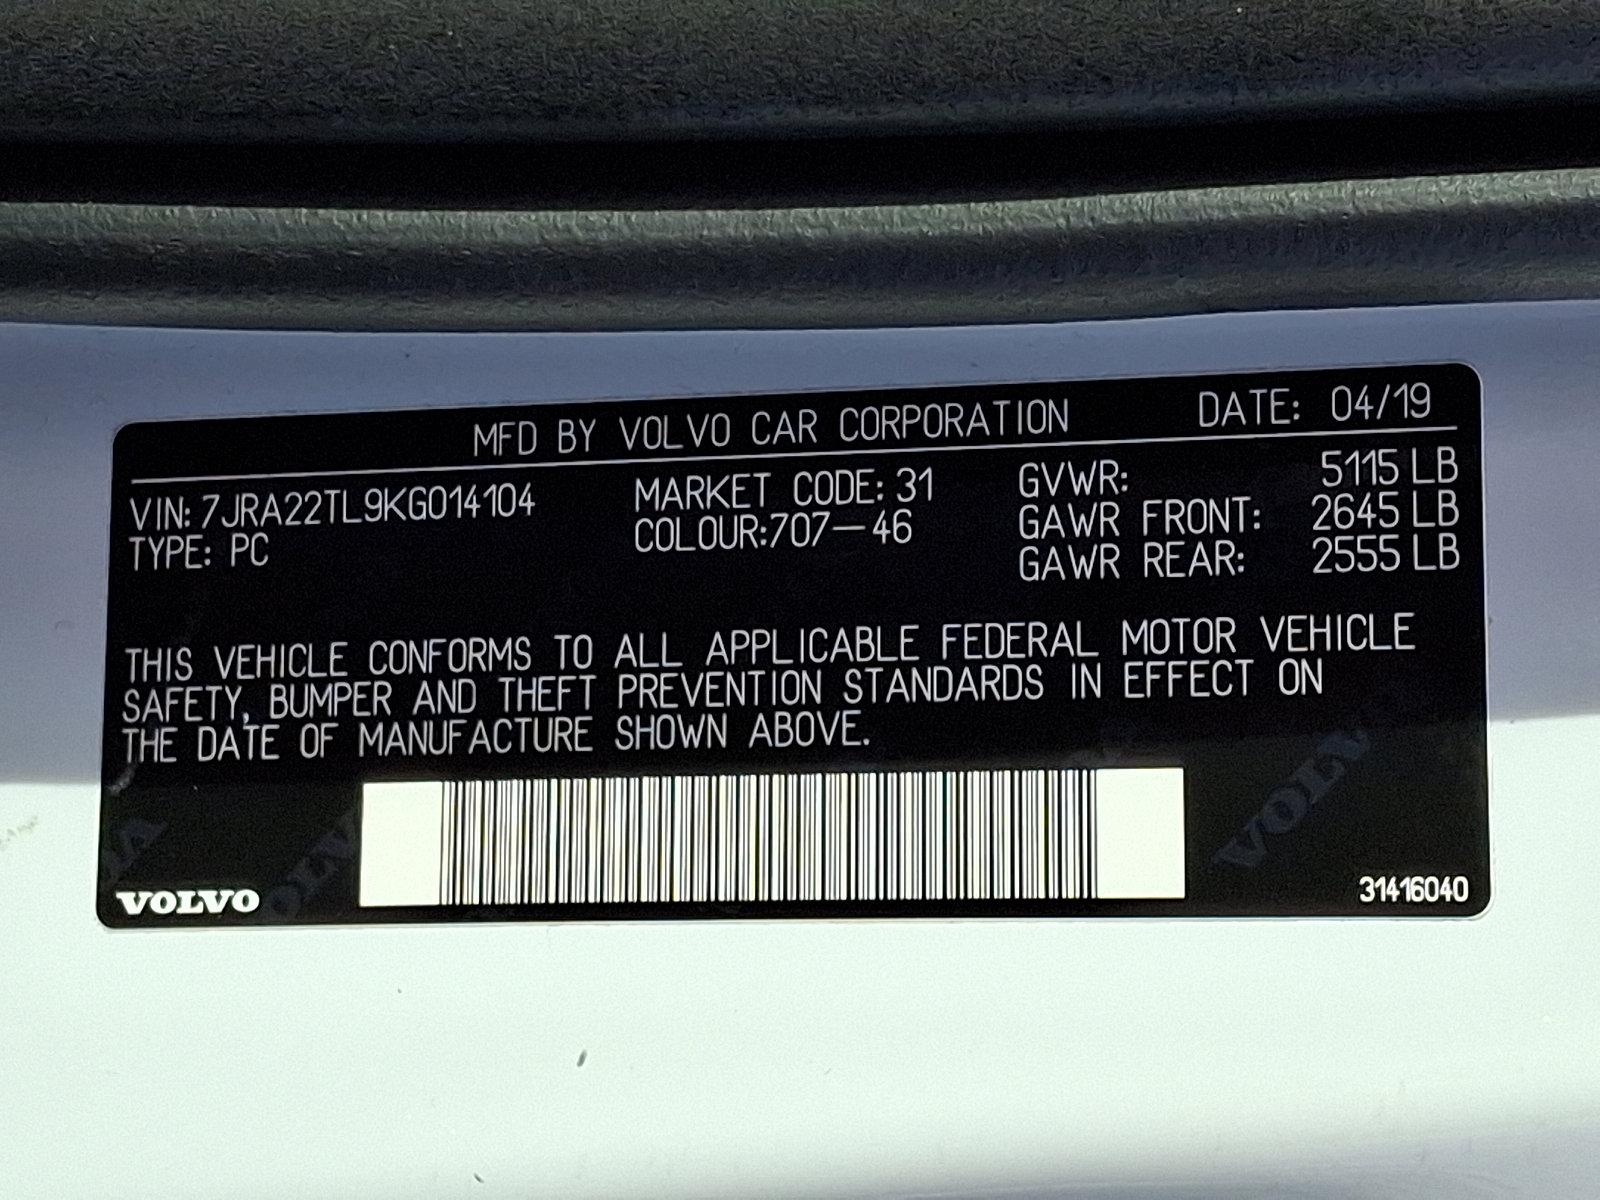 MFD BY VOLVO CAR CORPORATION DATE: 04/19
VIN: 7JRA22TL9KG014104 MARKET CODE: 31 GVWR: 5115 LB
TYPE: PC COLOUR:707-46 GAWR FRONT: 2645 LB
GAWR REAR: 2555 LB
THIS VEHICLE CONFORMS TO ALL APPLICABLE FEDERAL MOTOR VEHICLE
SAFETY, BUMPER AND THEFT PREVENTION STANDARDS IN EFFECT ON
THE DATE OF MANUFACTURE SHOWN ABOVE.
VOLVO
VOLVO
31416040